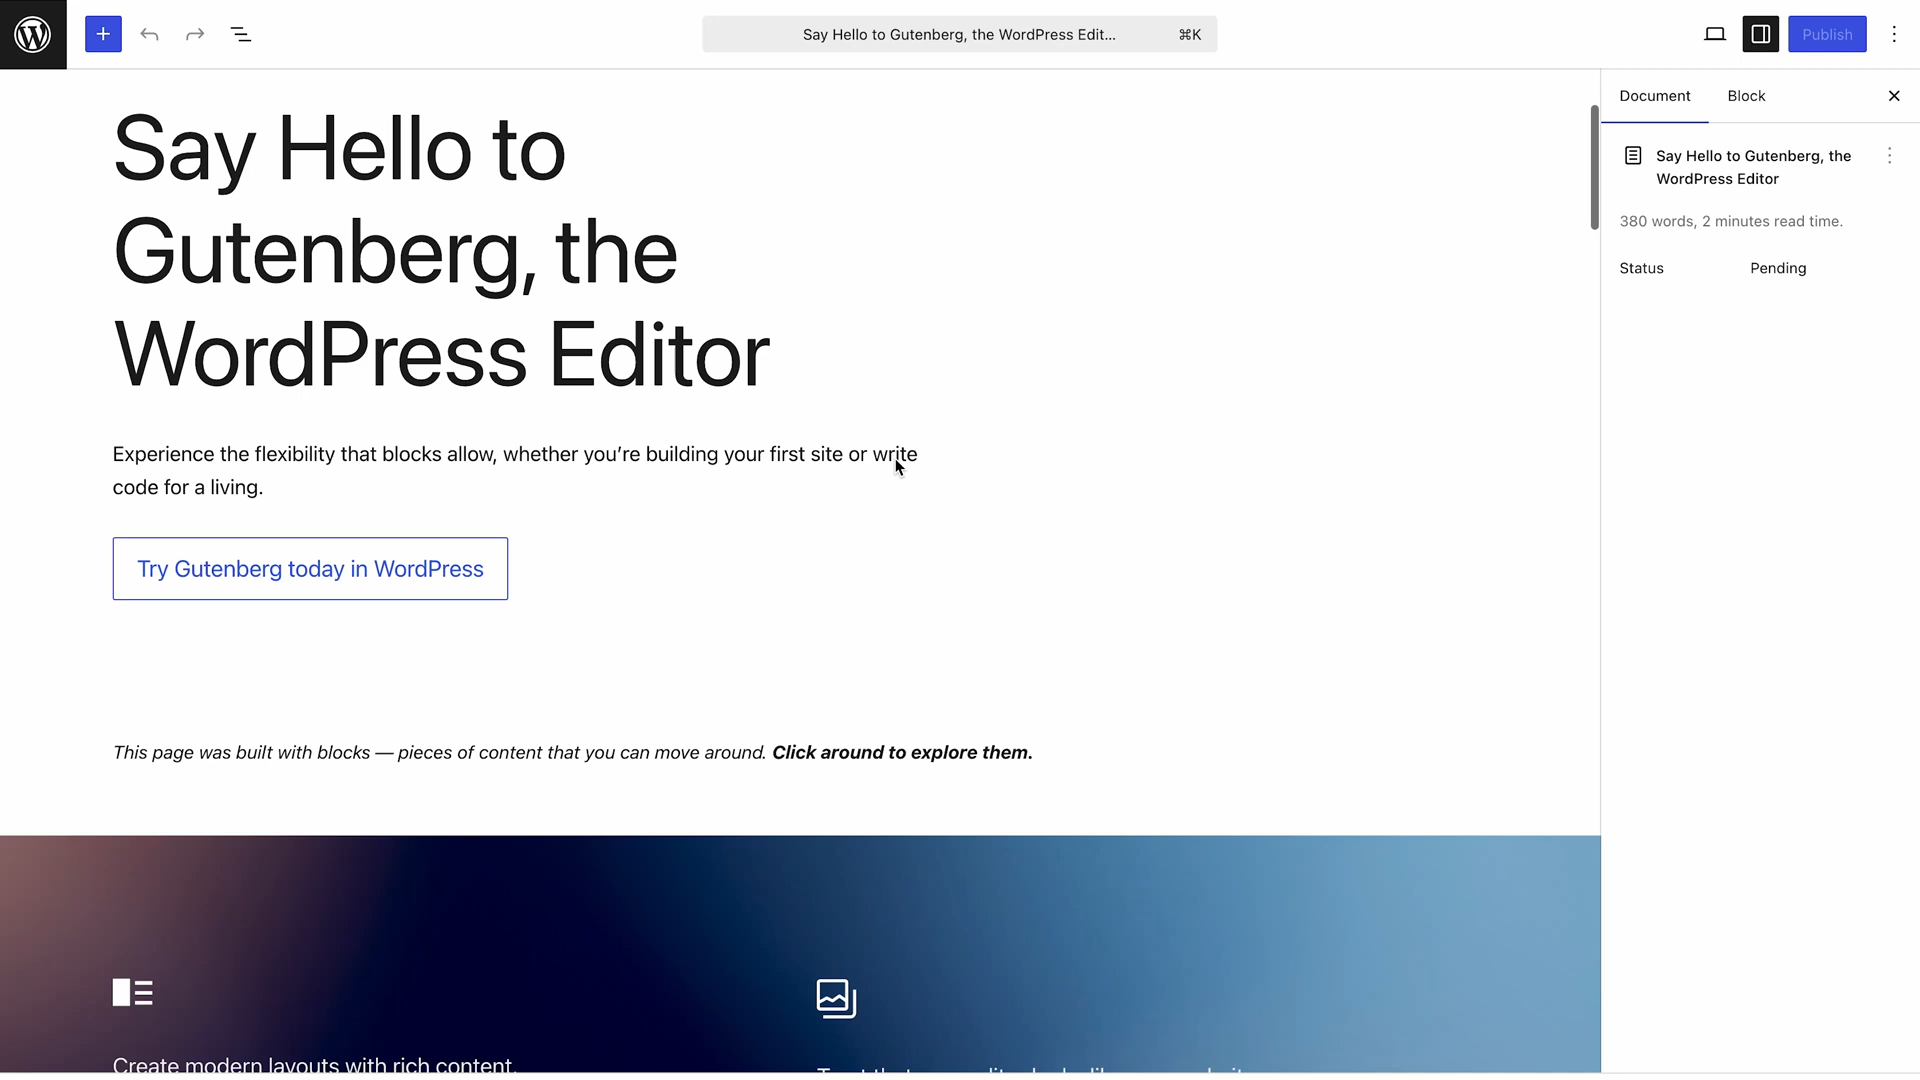 Say Hello to Gutenberg, the WordPress Edit... ⌘K
Publish
Say Hello to
Gutenberg, the
WordPress Editor
Experience the flexibility that blocks allow, whether you’re building your first site or write
code for a living.
Try Gutenberg today in WordPress
This page was built with blocks — pieces of content that you can move around. Click around to explore them.
Create modern layouts with rich content.
Document Block
Say Hello to Gutenberg, the
WordPress Editor
380 words, 2 minutes read time.
Status Pending